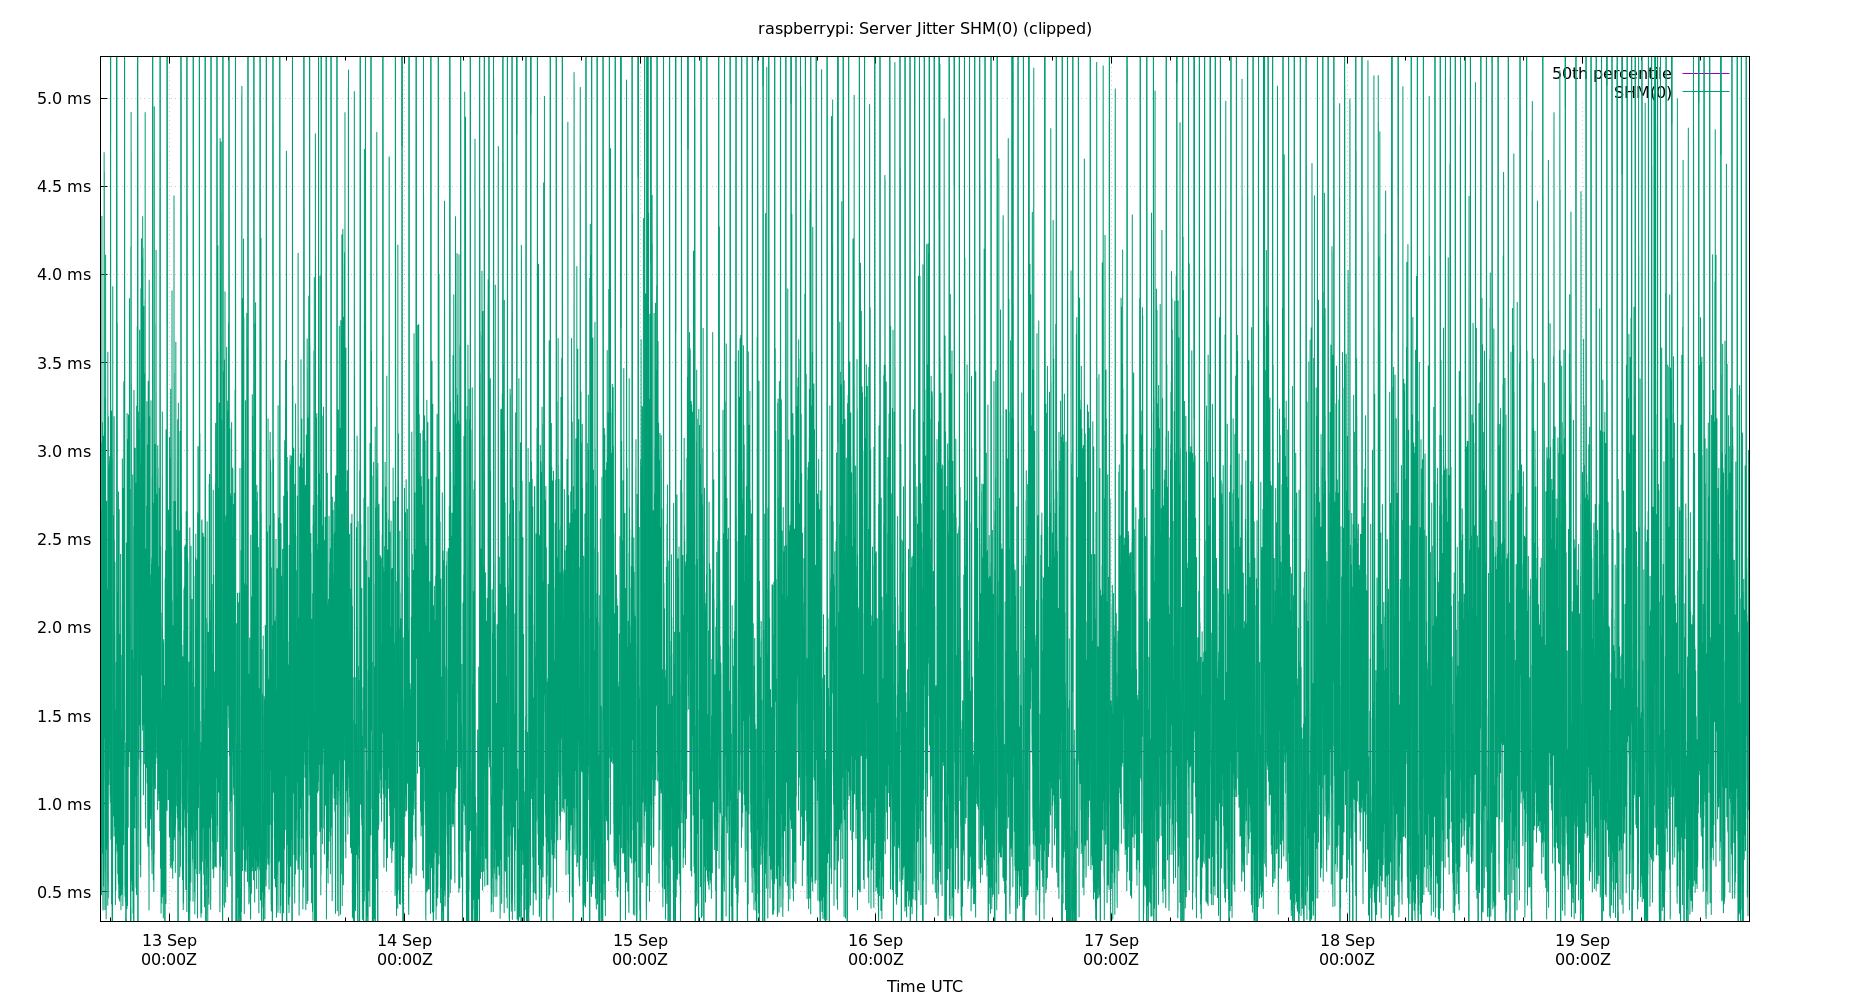 raspberrypi: Server Jitter SHM(0) (clipped)
50th percentile
SHM(0)
5.0 ms
4.5 ms
4.0 ms
3.5 ms
3.0 ms
2.5 ms
2.0 ms
1.5 ms
1.0 ms
0.5 ms
13 Sep 14 Sep 15 Sep 16 Sep 17 Sep 18 Sep 19 Sep
00:00Z 00:00Z 00:00Z 00:00Z 00:00Z 00:00Z 00:00Z
Time UTC